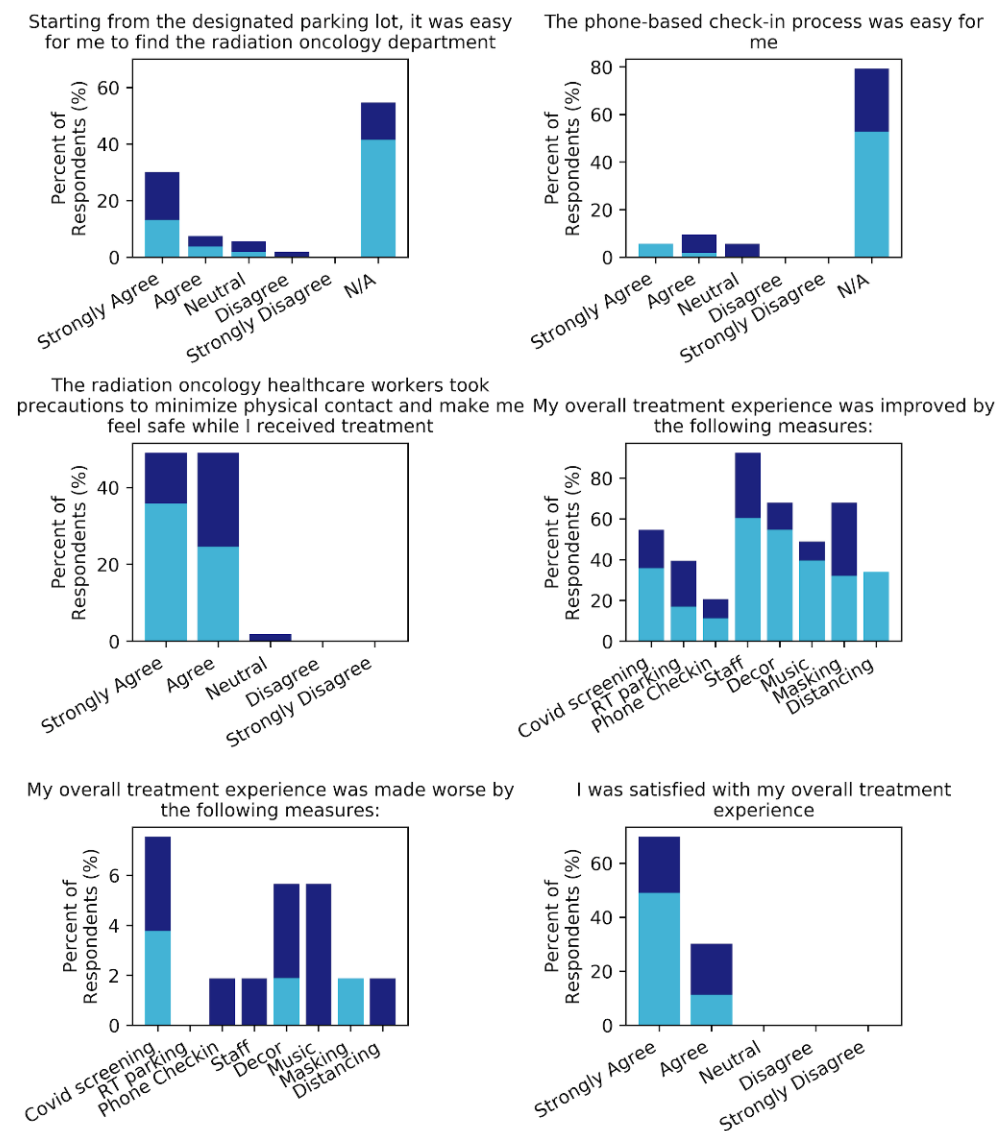 Starting from the designated parking lot, it was easy
for me to find the radiation oncology department
Percent of
Respondents (%)
60
40
20
0
Strongly Agree
Agree
Neutral
Disagree
Strongly Disagree
N/A
The phone-based check-in process was easy for
me
Percent of
Respondents (%)
80
60
40
20
0
Strongly Agree
Agree
Neutral
Disagree
Strongly Disagree
N/A
The radiation oncology healthcare workers took
precautions to minimize physical contact and make me
feel safe while I received treatment
Percent of
Respondents (%)
40
20
0
Strongly Agree
Agree
Neutral
Disagree
Strongly Disagree
My overall treatment experience was improved by
the following measures:
Percent of
Respondents (%)
80
60
40
20
0
Covid screening
RT parking
Phone Checkin
Staff
Decor
Music
Masking
Distancing
My overall treatment experience was made worse by
the following measures:
Percent of
Respondents (%)
6
4
2
0
Covid screening
RT parking
Phone Checkin
Staff
Decor
Music
Masking
Distancing
I was satisfied with my overall treatment
experience
Percent of
Respondents (%)
60
40
20
0
Strongly Agree
Agree
Neutral
Disagree
Strongly Disagree